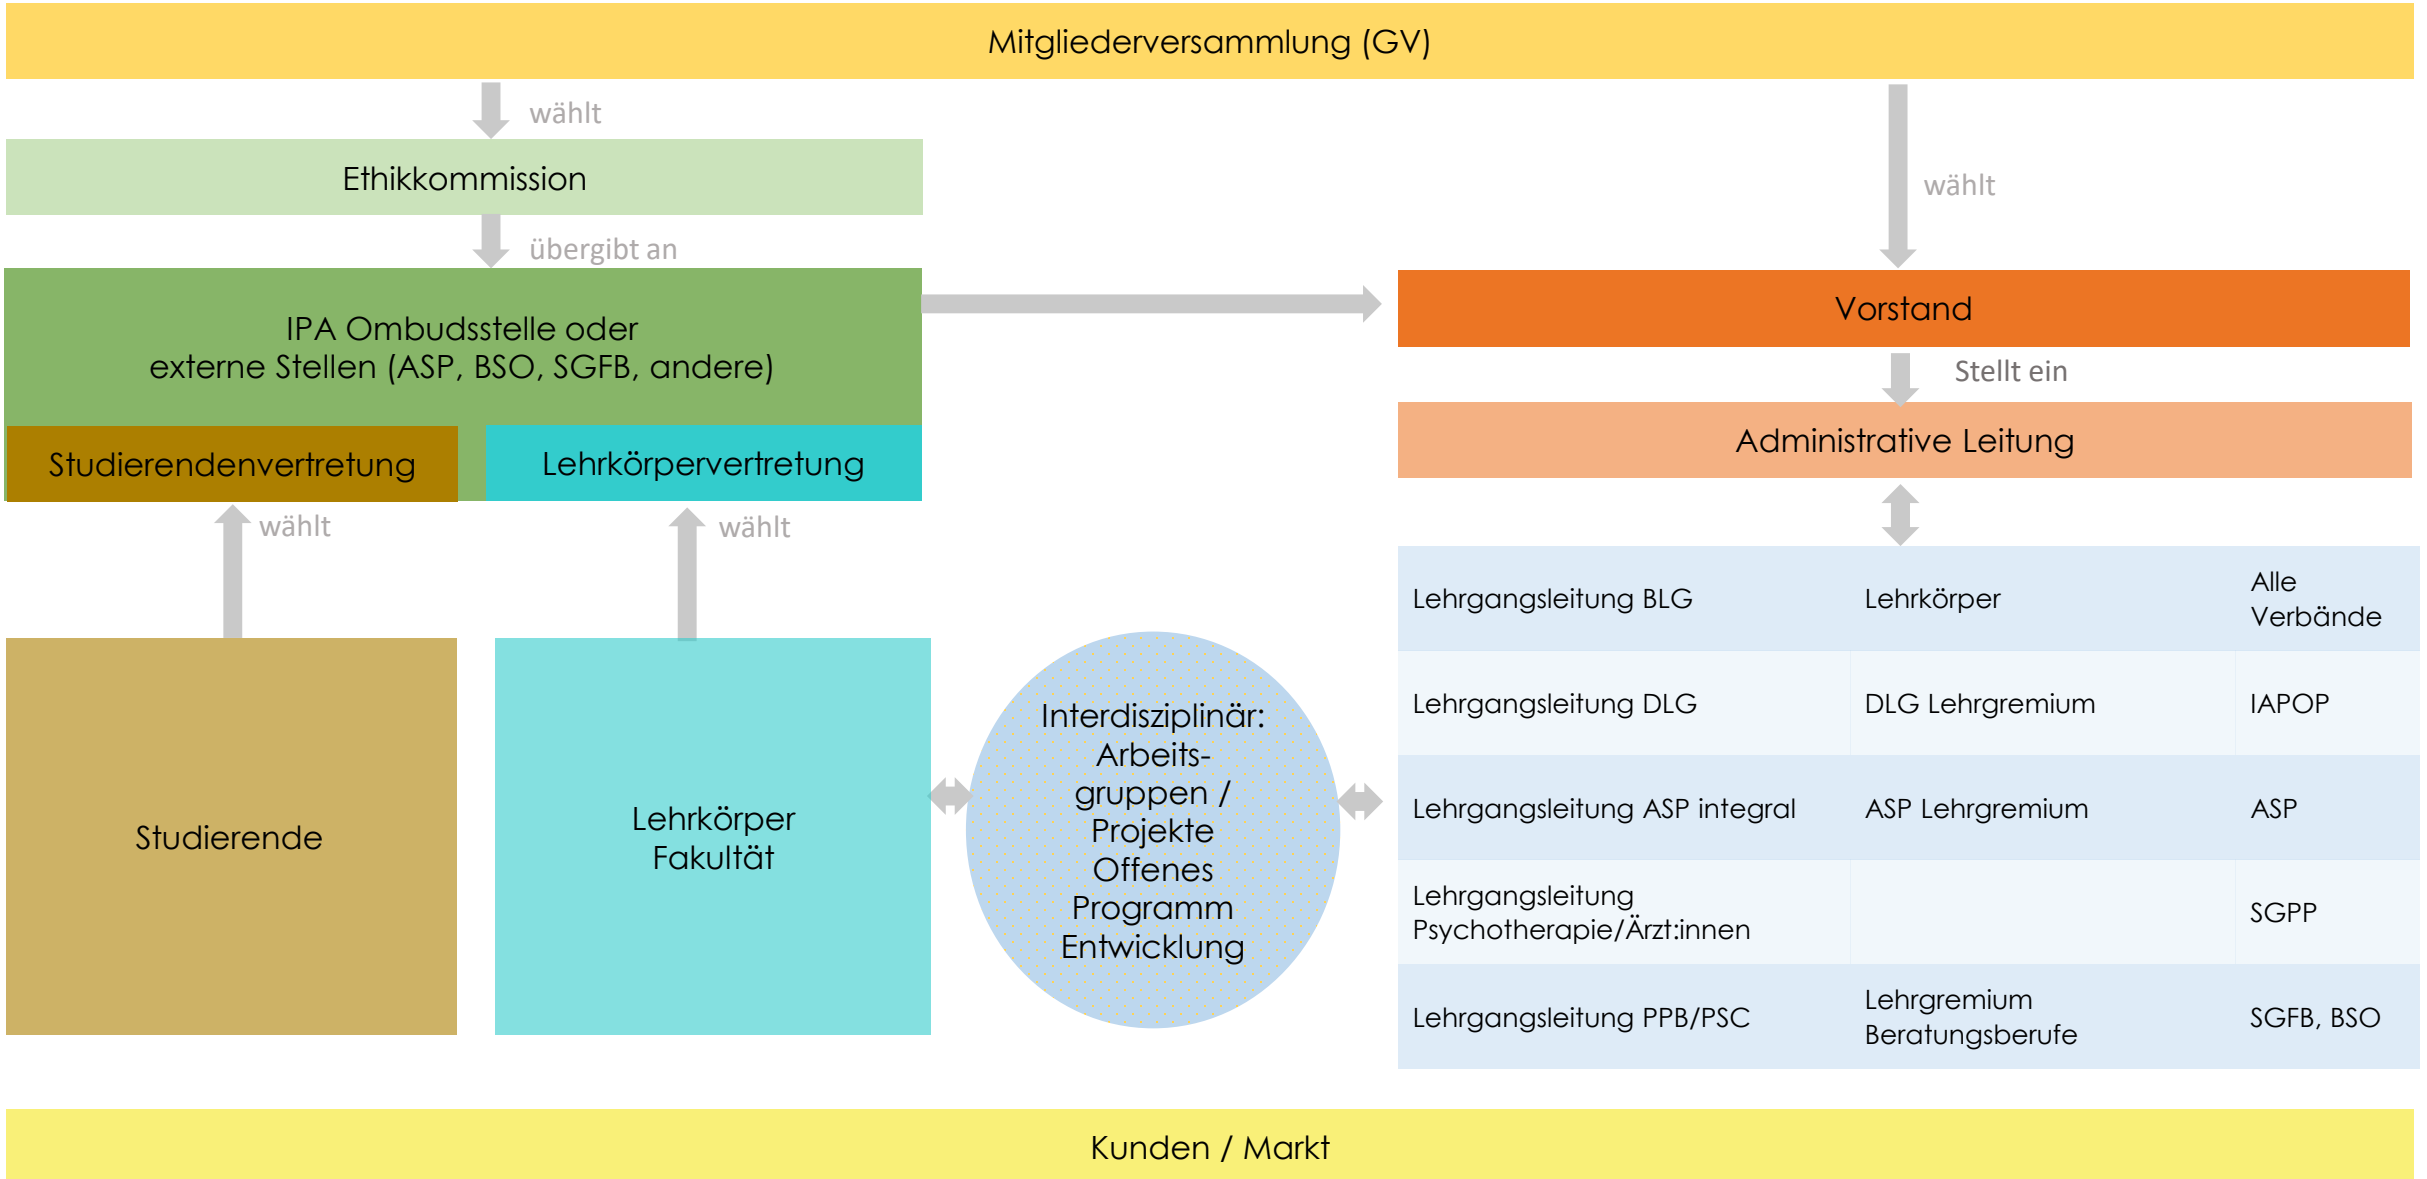 Mitgliederversammlung (GV)
wählt
wählt
Ethikkommission
übergibt an
IPA Ombudsstelle oder
externe Stellen (ASP, BSO, SGFB, andere)
Studierendenvertretung
Lehrkörpervertretung
wählt
wählt
Vorstand
Stellt ein
Administrative Leitung
Studierende
Lehrkörper
Fakultät
Interdisziplinär:
Arbeits-
gruppen /
Projekte
Offenes
Programm
Entwicklung
Lehrgangsleitung BLG
Lehrkörper
Alle
Verbände
Lehrgangsleitung DLG
DLG Lehrgremium
IAPOP
Lehrgangsleitung ASP integral
ASP Lehrgremium
ASP
Lehrgangsleitung
Psychotherapie/Ärzt:innen
SGPP
Lehrgangsleitung PPB/PSC
Lehrgremium
Beratungsberufe
SGFB, BSO
Kunden / Markt